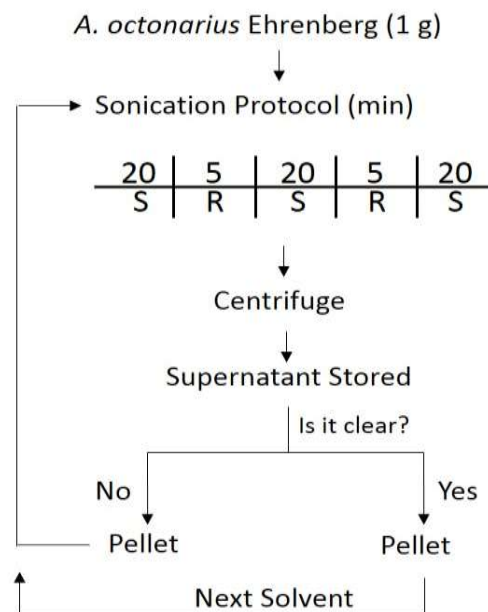 A. octonarius Ehrenberg (1 g)
Sonication Protocol (min)
20 5 20 5 20
S R S R S
Centrifuge
Supernatant Stored
Is it clear?
No Yes
Pellet Pellet
Next Solvent